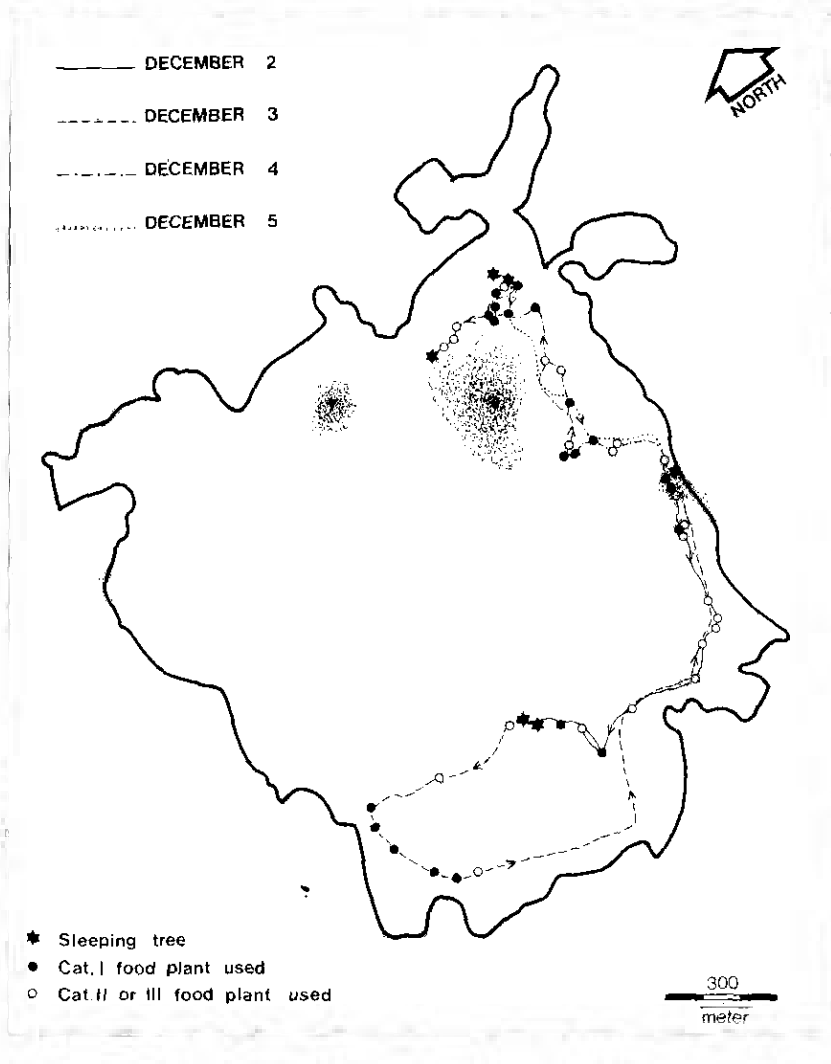 DECEMBER 2
DECEMBER 3
DECEMBER 4
DECEMBER 5
NORTH
Sleeping tree
Cat. I food plant used
Cat. II or III food plant used
300
meter